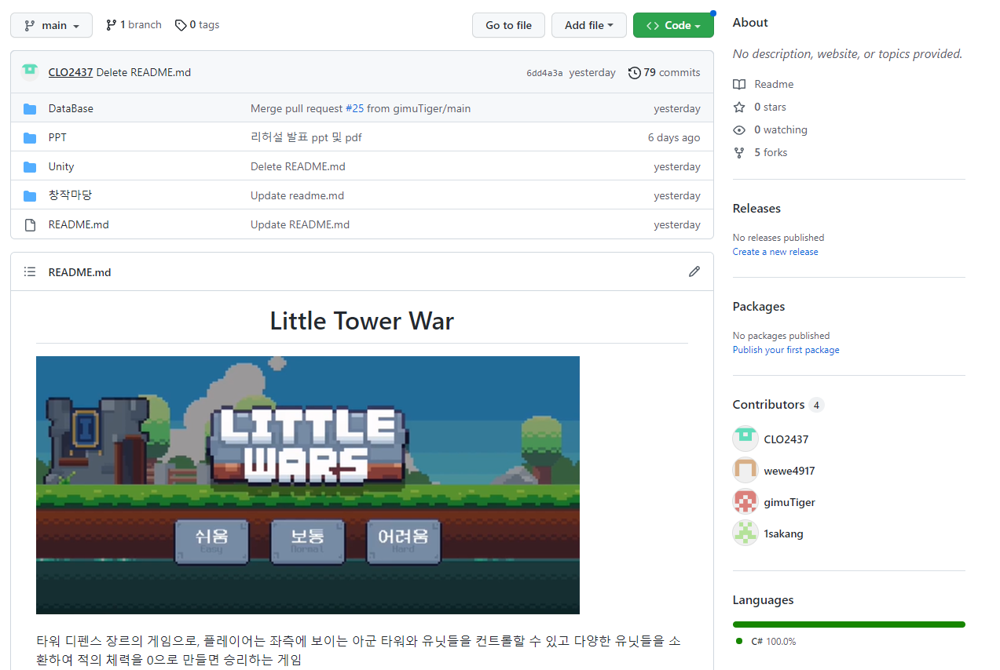 main
1 branch
0 tags
Go to file
Add file
Code
CLO2437 Delete README.md
6dd4a3a yesterday
79 commits
DataBase Merge pull request #25 from gimuTiger/main yesterday
PPT 리허설 발표 ppt 및 pdf 6 days ago
Unity Delete README.md yesterday
창작마당 Update readme.md yesterday
README.md Update README.md yesterday
README.md
Little Tower War
LITTLE
WARS
쉬움
Easy
보통
Normal
어려움
Hard
타워 디펜스 장르의 게임으로, 플레이어는 좌측에 보이는 아군 타워와 유닛들을 컨트롤할 수 있고 다양한 유닛들을 소
환하여 적의 체력을 0으로 만들면 승리하는 게임
About
No description, website, or topics provided.
Readme
0 stars
0 watching
5 forks
Releases
No releases published
Create a new release
Packages
No packages published
Publish your first package
Contributors 4
CLO2437
wewe4917
gimuTiger
1sakang
Languages
C# 100.0%